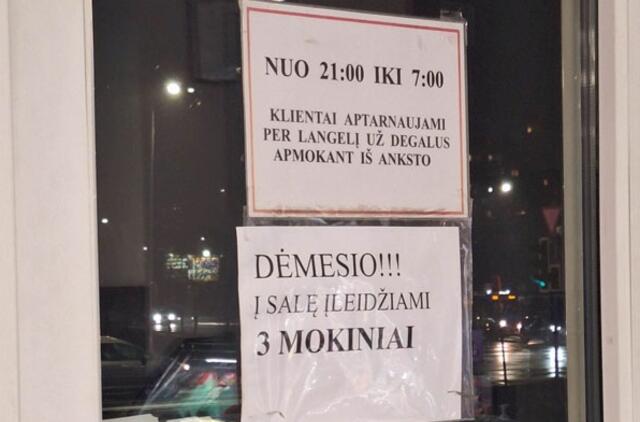 NUO 21:00 IKI 7:00
KLIENTAI APTARNAUJAMI
PER LANGELĮ UŽ DEGALUS
APMOKANT IŠ ANKSTO
DĖMESIO!!!
Į SALĘ ĮLEIDŽIAMI
3 MOKINIAI